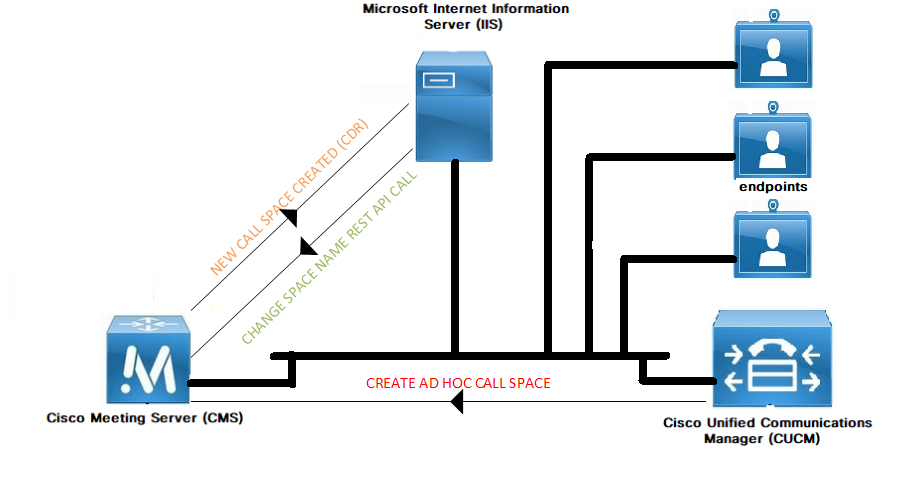 Microsoft Internet Information
Server (IIS)
NEW CALL SPACE CREATED (CDR)
CHANGE SPACE NAME REST API CALL
endpoints
CREATE AD HOC CALL SPACE
Cisco Meeting Server (CMS)
Cisco Unified Communications
Manager (CUCM)